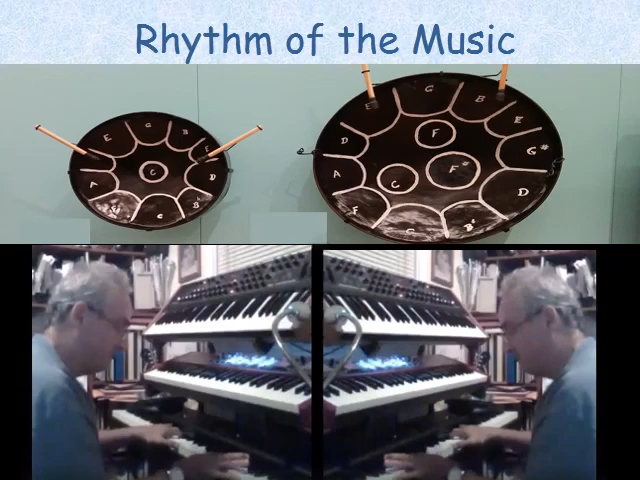 Rhythm of the Music
E G B
A C D
C
E G B
D F E
A C F# G#
D
F G